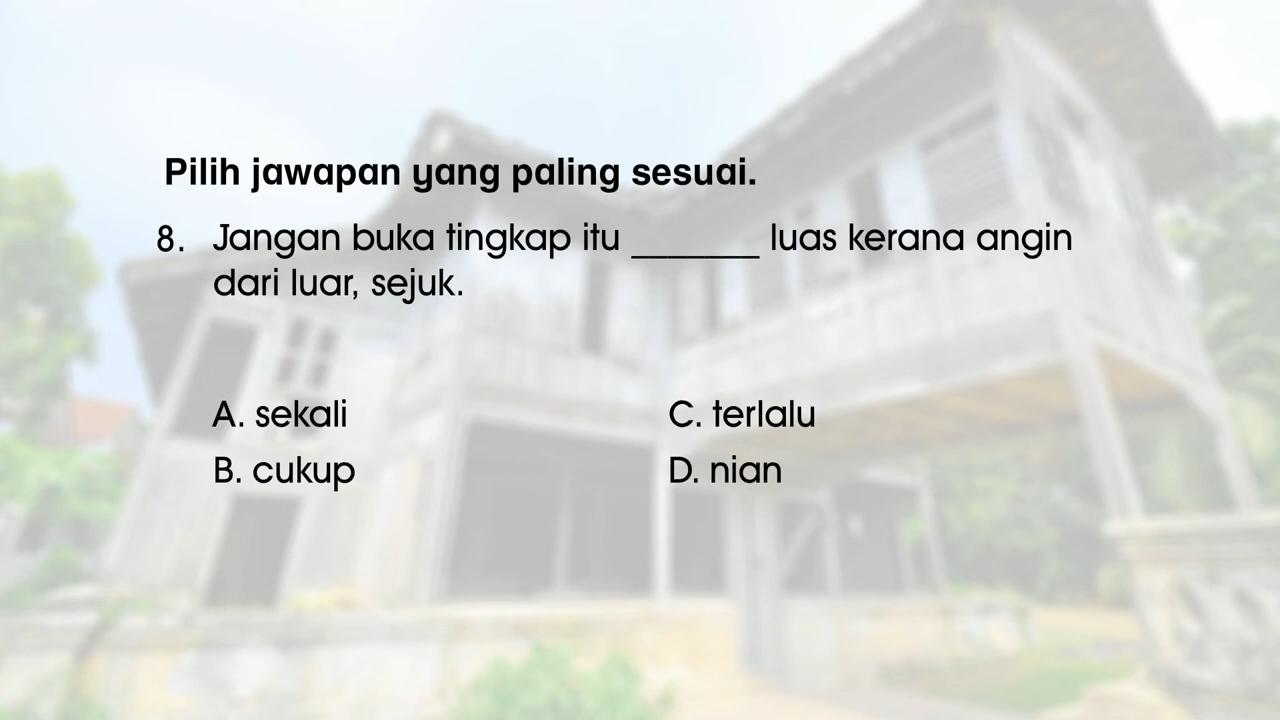 Pilih jawapan yang paling sesuai.
8. Jangan buka tingkap itu _______ luas kerana angin
dari luar, sejuk.
A. sekali
C. terlalu
B. cukup
D. nian